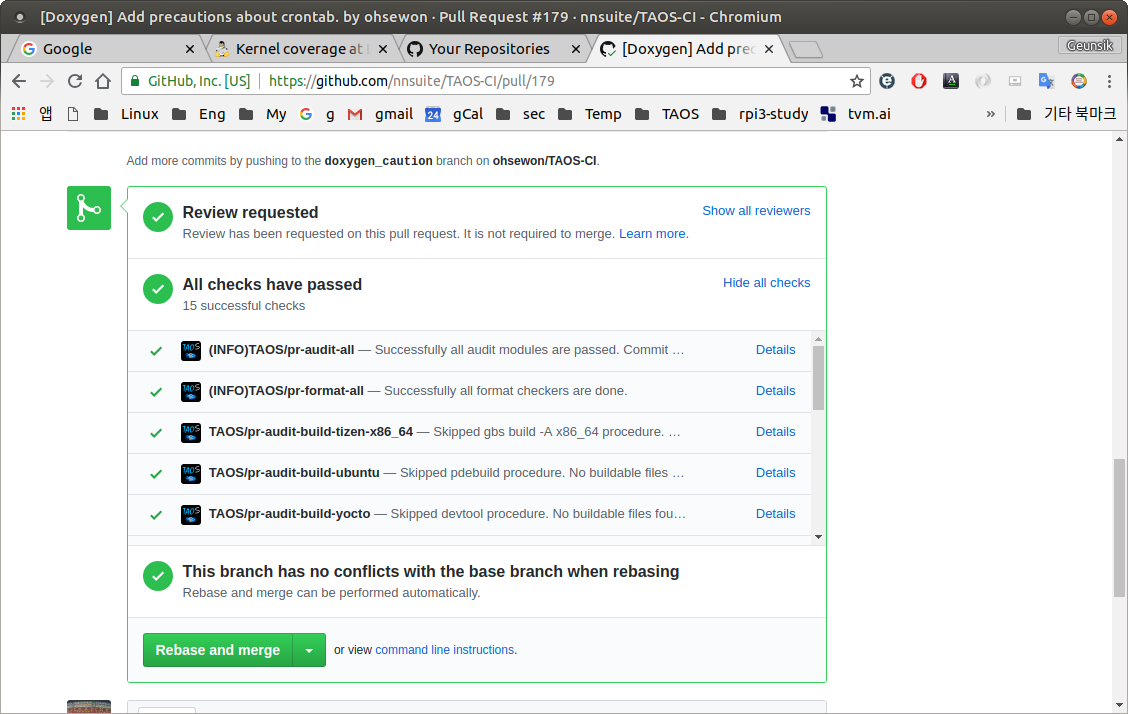 [Doxygen] Add precautions about crontab. by ohsewon · Pull Request #179 · nnsuite/TAOS-CI - Chromium
Google
Kernel coverage at
Your Repositories
[Doxygen] Add prec
Geunsik
GitHub, Inc. [US]
https://github.com/nnsuite/TAOS-CI/pull/179
앱
Linux
Eng
My
g
gmail
24
gCal
sec
Temp
TAOS
rpi3-study
tvm.ai
»
기타 북마크
Add more commits by pushing to the doxygen_caution branch on ohsewon/TAOS-CI.
Review requested
Show all reviewers
Review has been requested on this pull request. It is not required to merge. Learn more.
All checks have passed
Hide all checks
15 successful checks
TAOS
(INFO)TAOS/pr-audit-all — Successfully all audit modules are passed. Commit …
Details
TAOS
(INFO)TAOS/pr-format-all — Successfully all format checkers are done.
Details
TAOS
TAOS/pr-audit-build-tizen-x86_64 — Skipped gbs build -A x86_64 procedure. …
Details
TAOS
TAOS/pr-audit-build-ubuntu — Skipped pdebuild procedure. No buildable files …
Details
TAOS
TAOS/pr-audit-build-yocto — Skipped devtool procedure. No buildable files fou…
Details
This branch has no conflicts with the base branch when rebasing
Rebase and merge can be performed automatically.
Rebase and merge
or view command line instructions.